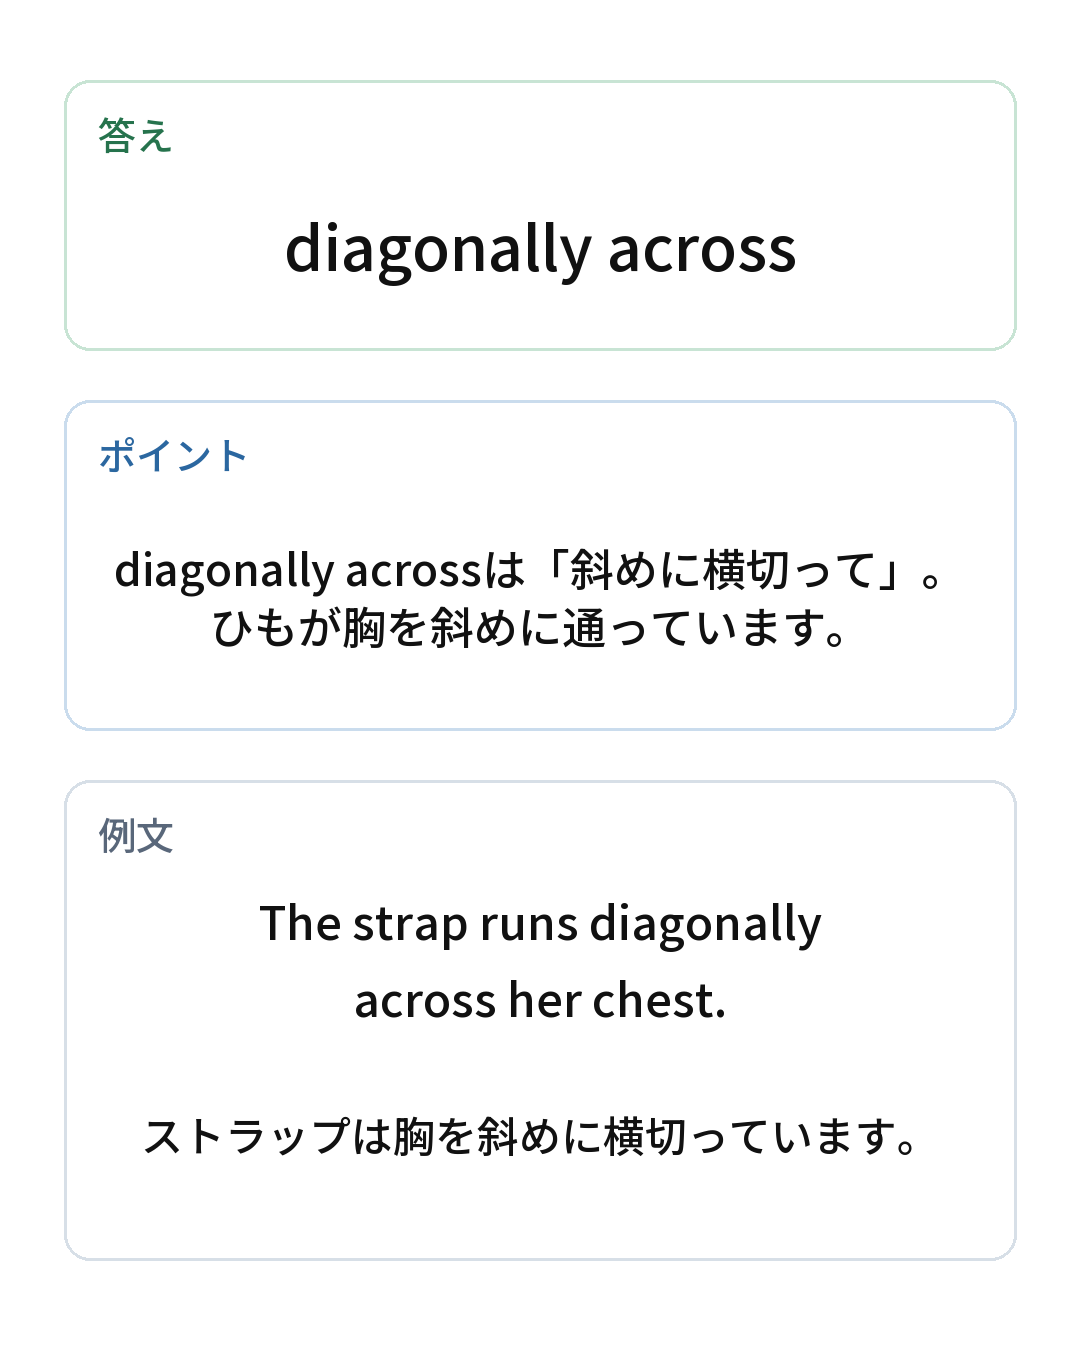 答え
diagonally across
ポイント
diagonally acrossは「斜めに横切って」。
ひもが胸を斜めに通っています。
例文
The strap runs diagonally
across her chest.
ストラップは胸を斜めに横切っています。